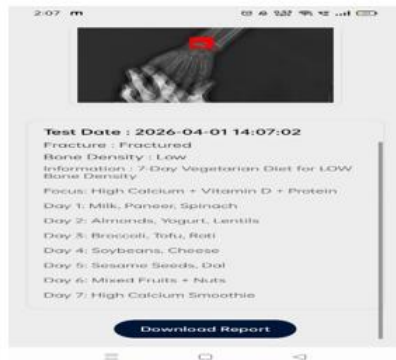 2:07 m
Test Date : 2026-04-01 14:07:02
Fracture : Fractured
Bone Density : Low
Information : 7-Day Vegetarian Diet for LOW
Bone Density
Focus: High Calcium + Vitamin D + Protein
Day 1: Milk, Paneer, Spinach
Day 2: Almonds, Yogurt, Lentils
Day 3: Broccoli, Tofu, Roti
Day 4: Soybeans, Cheese
Day 5: Sesame Seeds, Dal
Day 6: Mixed Fruits + Nuts
Day 7: High Calcium Smoothie
Download Report